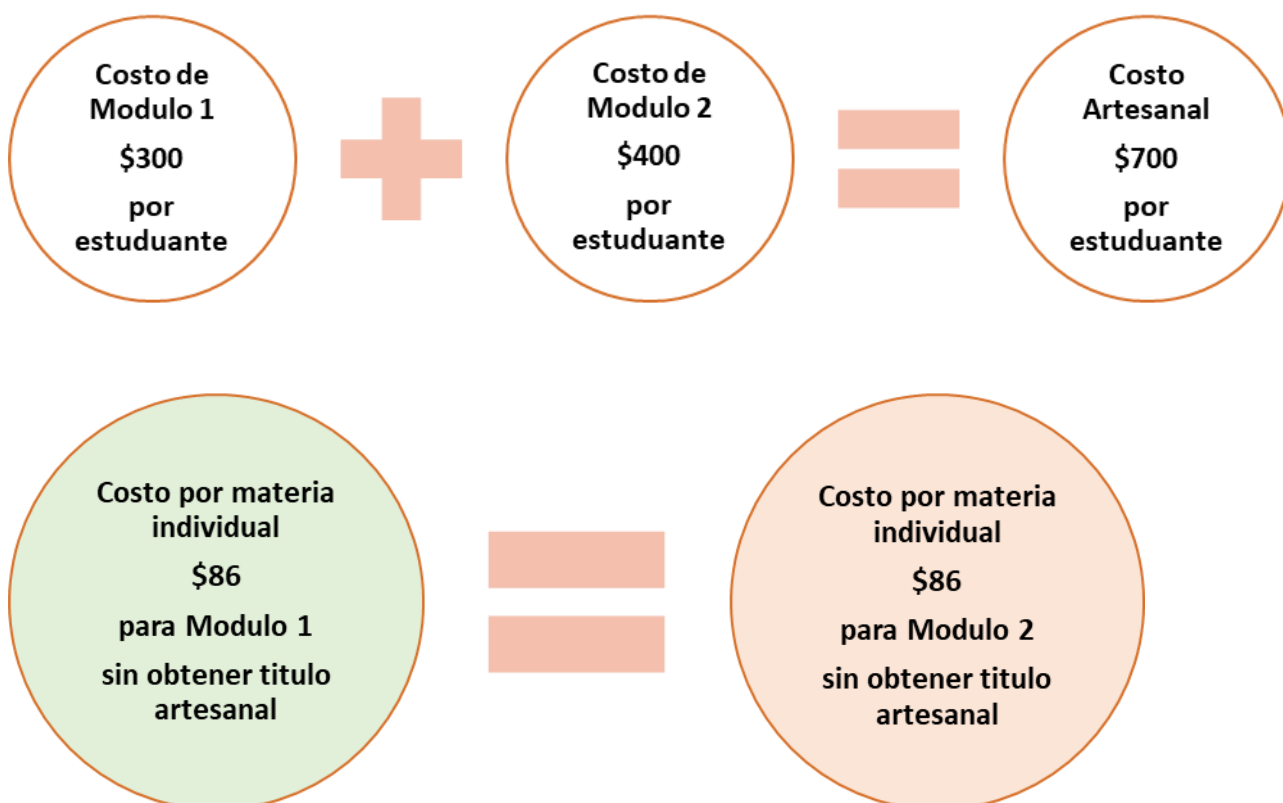 Costo de
Modulo 1
$300
por
estuduante
Costo de
Modulo 2
$400
por
estuduante
Costo
Artesanal
$700
por
estuduante
Costo por materia
individual
$86
para Modulo 1
sin obtener titulo
artesanal
Costo por materia
individual
$86
para Modulo 2
sin obtener titulo
artesanal